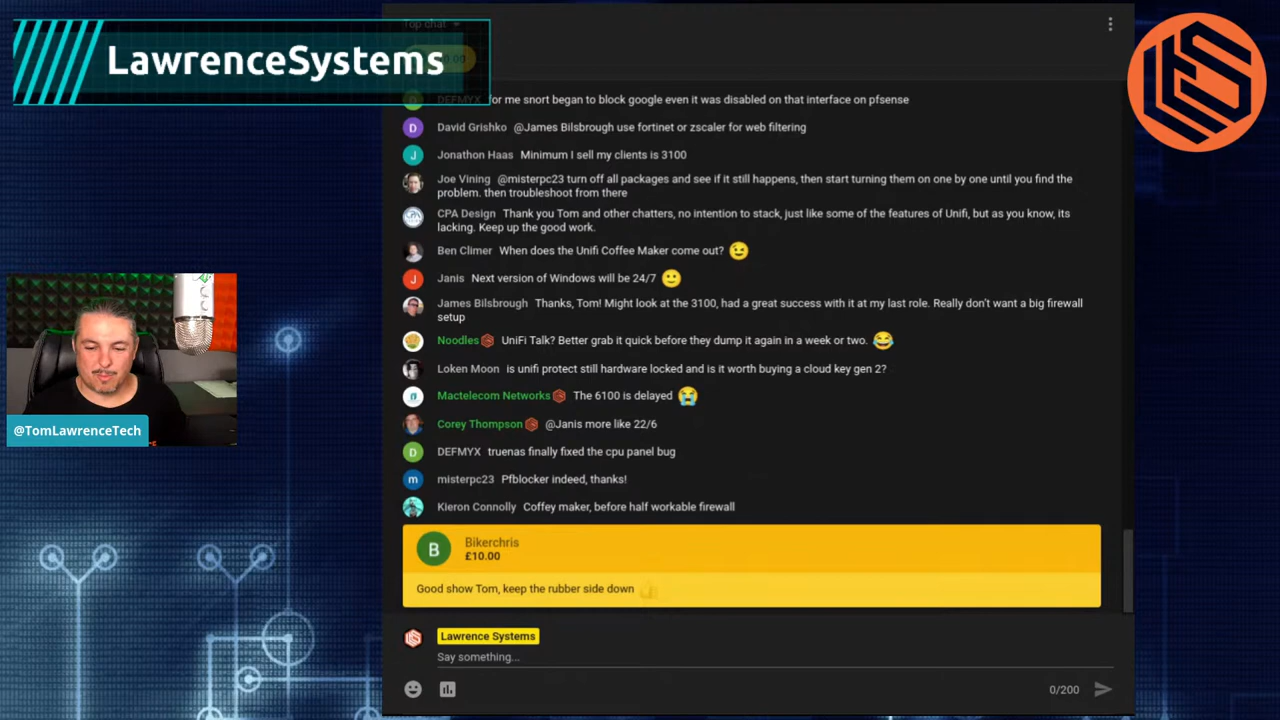 Top chat
LawrenceSystems
DEFMYX for me snort began to block google even it was disabled on that interface on pfsense
D David Grishko @James Bilsbrough use fortinet or zscaler for web filtering
J Jonathon Haas Minimum I sell my clients is 3100
Joe Vining @misterpc23 turn off all packages and see if it still happens, then start turning them on one by one until you find the
problem. then troubleshoot from there
CPA Design Thank you Tom and other chatters, no intention to stack, just like some of the features of Unifi, but as you know, its
lacking. Keep up the good work.
Ben Climer When does the Unifi Coffee Maker come out? 😉
J Janis Next version of Windows will be 24/7 🙂
James Bilsbrough Thanks, Tom! Might look at the 3100, had a great success with it at my last role. Really don't want a big firewall
setup
Noodles UniFi Talk? Better grab it quick before they dump it again in a week or two. 😂
Loken Moon is unifi protect still hardware locked and is it worth buying a cloud key gen 2?
Mactelecom Networks The 6100 is delayed 😭
Corey Thompson @Janis more like 22/6
D DEFMYX truenas finally fixed the cpu panel bug
m misterpc23 Pfblocker indeed, thanks!
Kieron Connolly Coffey maker, before half workable firewall
B Bikerchris
£10.00
Good show Tom, keep the rubber side down
Lawrence Systems
Say something...
0/200
@TomLawrenceTech